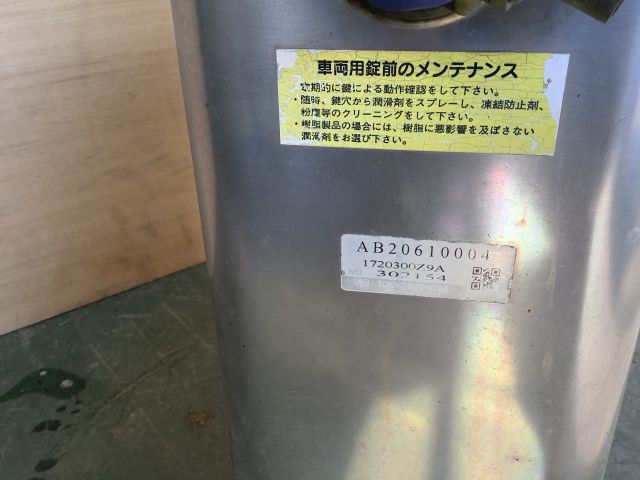 車両用錠前のメンテナンス
・定期的に鍵による動作確認をして下さい。
・随時、鍵穴から潤滑剤をスプレーし、凍結防止剤、
粉塵等のクリーニングをして下さい。
・樹脂製品の場合には、樹脂に悪影響を及ぼさない
潤滑剤をお選び下さい。
AB20610004
1720300Z9A
NO 302154
TOKYO RADIATOR